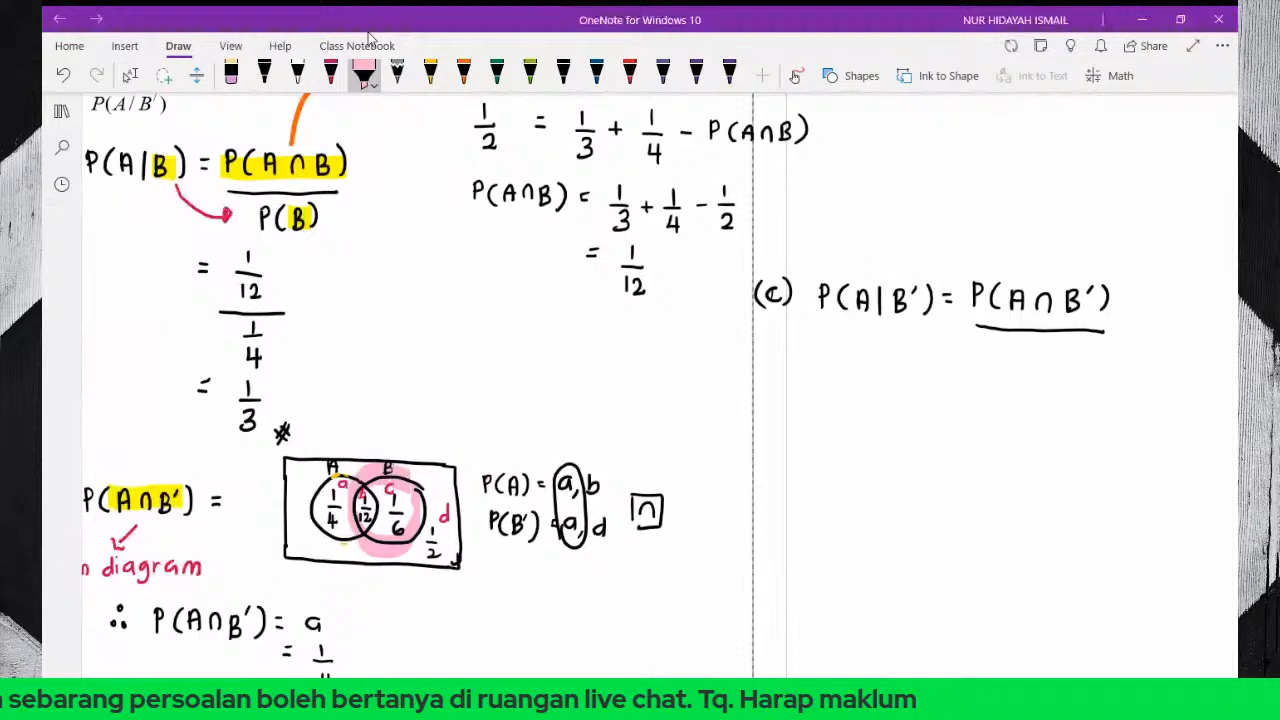 OneNote for Windows 10
NUR HIDAYAH ISMAIL
Home Insert Draw View Help Class Notebook
Share
Shapes Ink to Shape Ink to Text Math
P(A/B')
P(A|B) = P(A∩B)
P(B)
= 1/12
1/4
= 1/3 *
1/2 = 1/3 + 1/4 - P(A∩B)
P(A∩B) = 1/3 + 1/4 - 1/2
= 1/12
(c) P(A|B') = P(A∩B')
P(A∩B') =
n diagram
A B
a c d
1/4 1/12 1/6 1/2
P(A) = a, b
P(B') = a, d
∩
∴ P(A∩B') = a
= 1/4
sebarang persoalan boleh bertanya di ruangan live chat. Tq. Harap maklum